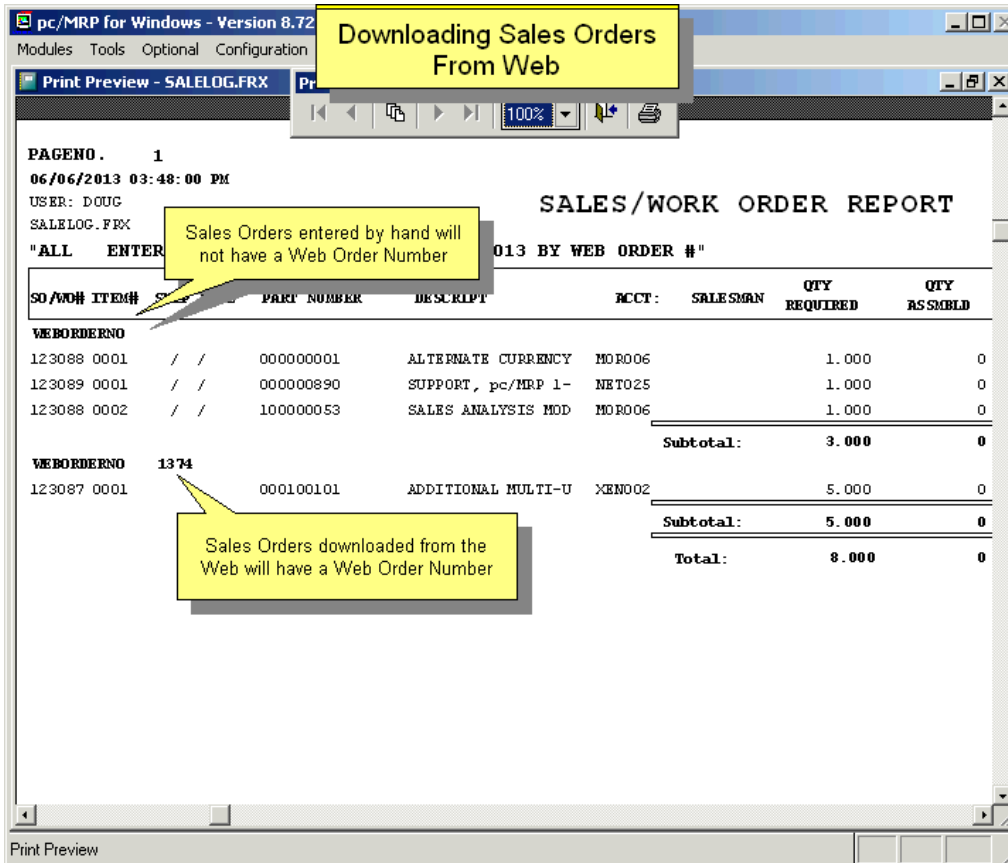 pc/MRP for Windows - Version 8.72
Downloading Sales Orders
From Web
Modules Tools Optional Configuration
Print Preview - SALELOG.FRX
100%
PAGENO. 1
06/06/2013 03:48:00 PM
USER: DOUG
SALELOG.FRX
SALES/WORK ORDER REPORT
Sales Orders entered by hand will
not have a Web Order Number
"ALL ENTER 013 BY WEB ORDER #"
SO/WO# ITEM# PART NUMBER DESCRIPT ACCT: SALESMAN QTY REQUIRED QTY ASSMBLD
WEBORDERNO
123088 0001 / / 000000001 ALTERNATE CURRENCY MOR006 1.000 0
123089 0001 / / 000000890 SUPPORT, pc/MRP 1- NET025 1.000 0
123088 0002 / / 100000053 SALES ANALYSIS MOD MOR006 1.000 0
Subtotal: 3.000 0
WEBORDERNO 1374
123087 0001 000100101 ADDITIONAL MULTI-U XEN002 5.000 0
Subtotal: 5.000 0
Sales Orders downloaded from the
Web will have a Web Order Number
Total: 8.000 0
Print Preview